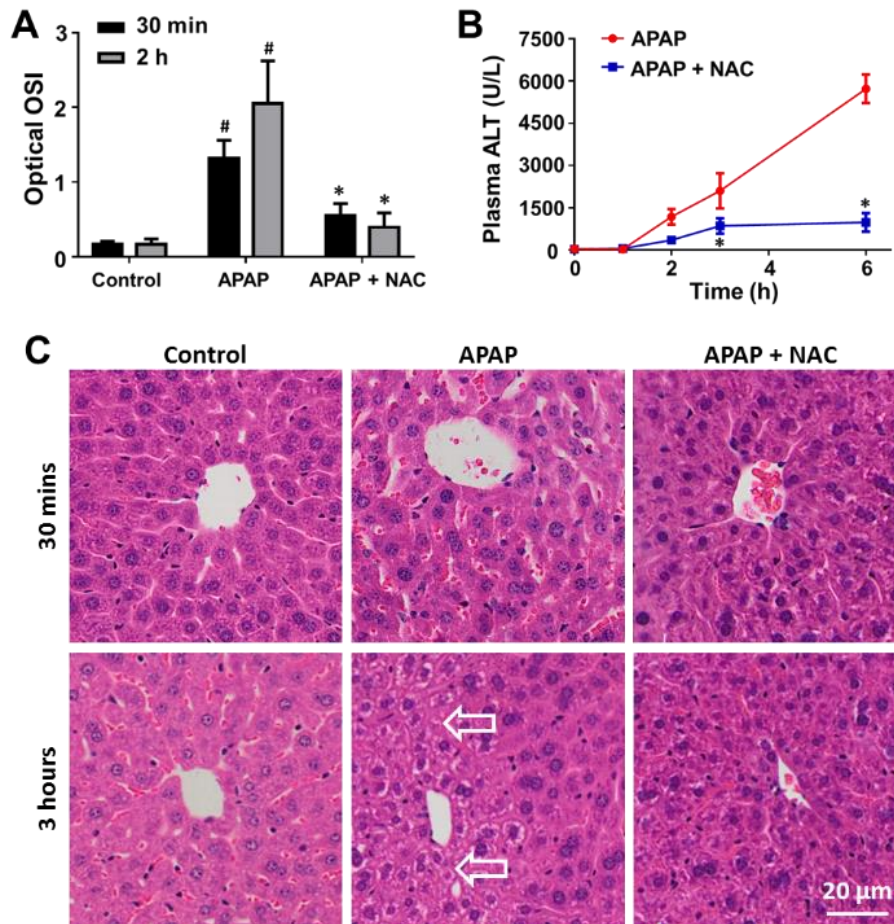 A
30 min
2 h
Optical OSI
3
2
1
0
#
#
*
*
Control
APAP
APAP + NAC
B
APAP
APAP + NAC
Plasma ALT (U/L)
7500
6000
4500
3000
1500
0
*
*
0
2
4
6
Time (h)
C
Control
APAP
APAP + NAC
30 mins
3 hours
20 µm